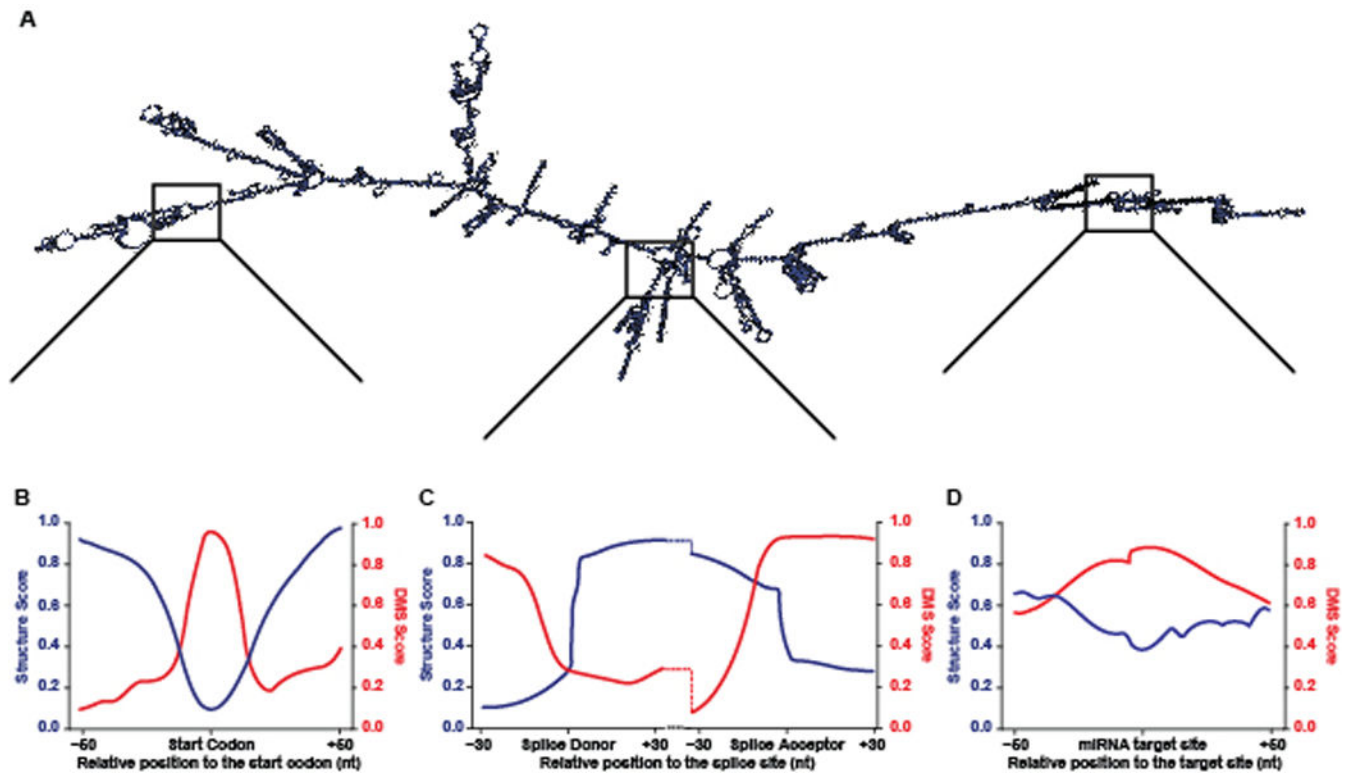 A
B
1.0
0.8
0.6
0.4
0.2
0.0
Structure Score
1.0
0.8
0.6
0.4
0.2
0.0
DMS Score
−50 Start Codon +50
Relative position to the start codon (nt)
C
1.0
0.8
0.6
0.4
0.2
0.0
Structure Score
1.0
0.8
0.6
0.4
0.2
0.0
DMS Score
−30 Splice Donor +30 −30 Splice Acceptor +30
Relative position to the splice site (nt)
D
1.0
0.8
0.6
0.4
0.2
0.0
Structure Score
1.0
0.8
0.6
0.4
0.2
0.0
DMS Score
−50 miRNA target site +50
Relative position to the target site (nt)